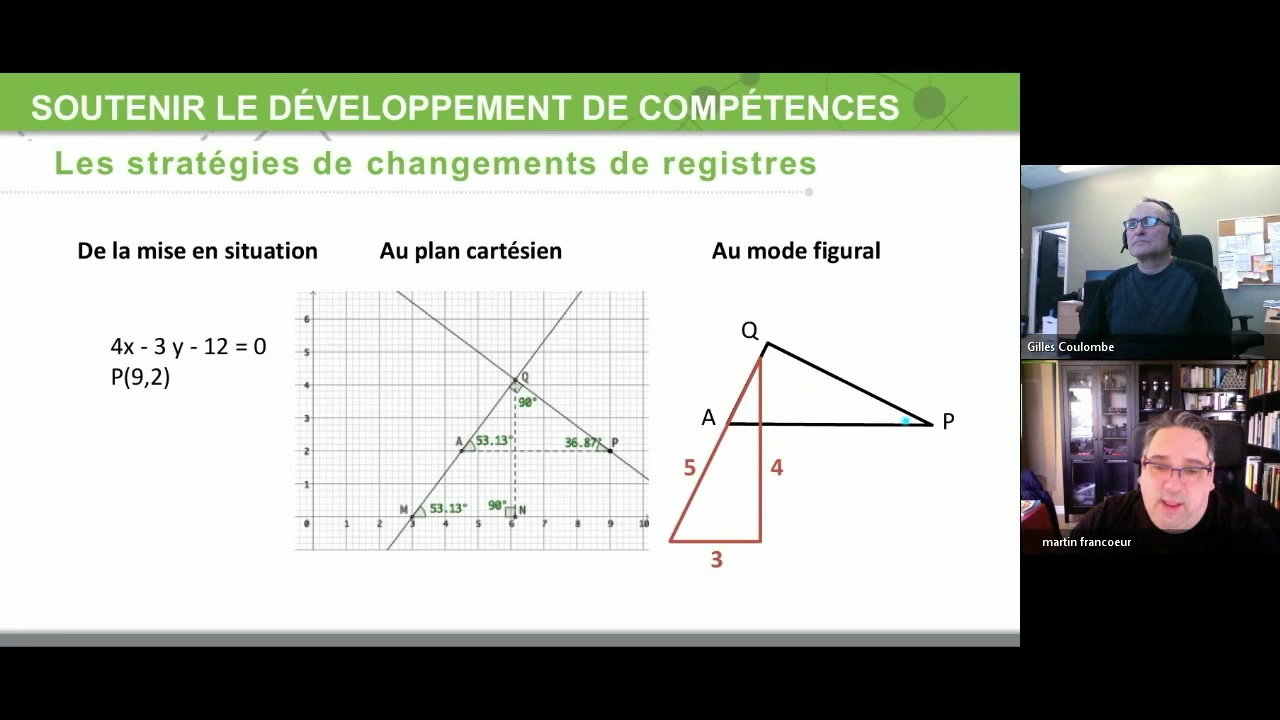 SOUTENIR LE DÉVELOPPEMENT DE COMPÉTENCES
Les stratégies de changements de registres
De la mise en situation
Au plan cartésien
Au mode figural
4x - 3 y - 12 = 0
P(9,2)
6
5
4
3
2
1
Q
90°
A
53.13°
36.87°
P
M
53.13°
90°
N
0
1
2
3
4
5
6
7
8
9
10
Q
A
P
5
4
3
Gilles Coulombe
martin francoeur